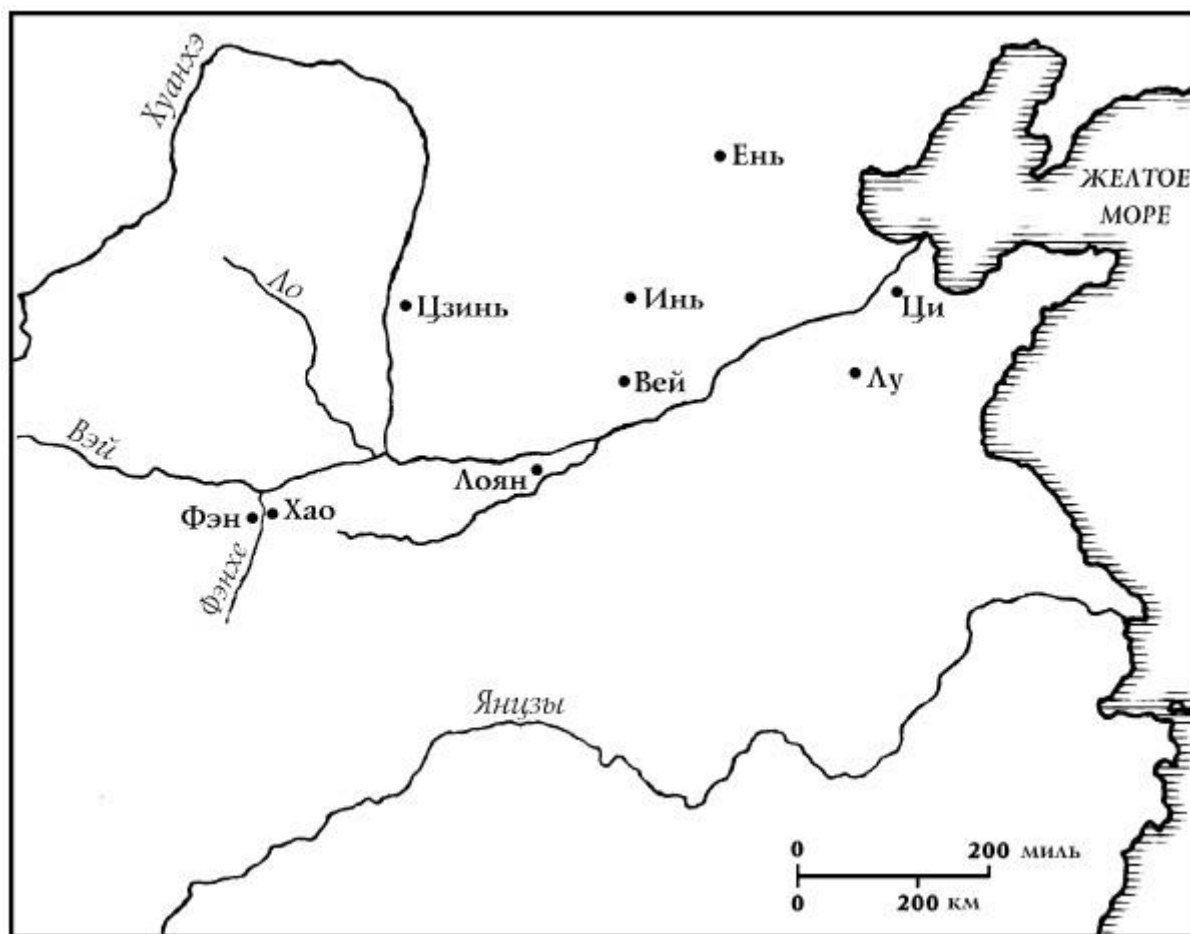 Хуанхэ
Ень
ЖЕЛТОЕ
МОРЕ
Ло
Цзинь
Инь
Ци
Вей
Лу
Вэй
Лоян
Фэн
Хао
Фэнхе
Янцзы
0 200 миль
0 200 км